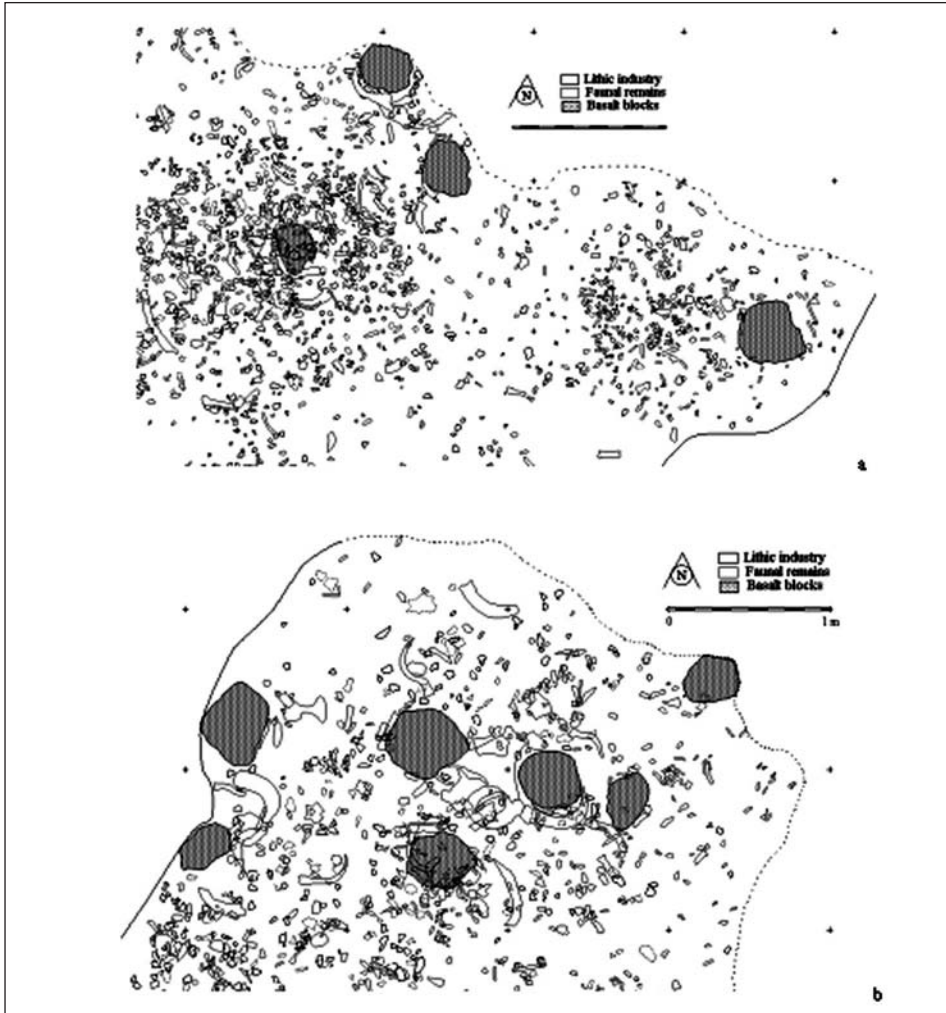 N
Lithic industry
Faunal remains
Basalt blocks
a
N
Lithic industry
Faunal remains
Basalt blocks
0 1 m
b